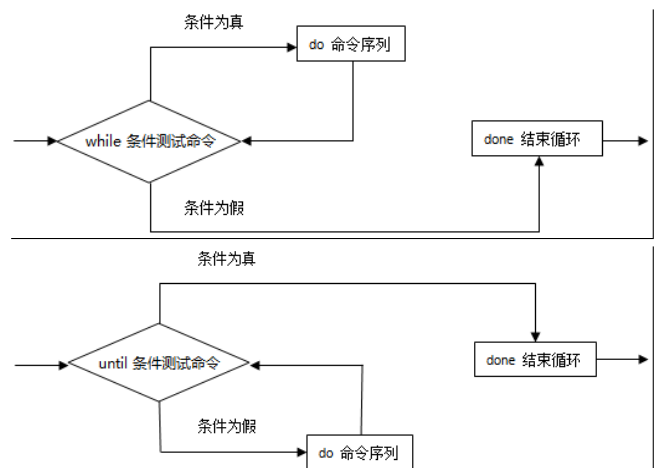 条件为真
do 命令序列
while 条件测试命令
done 结束循环
条件为假
条件为真
until 条件测试命令
done 结束循环
条件为假
do 命令序列